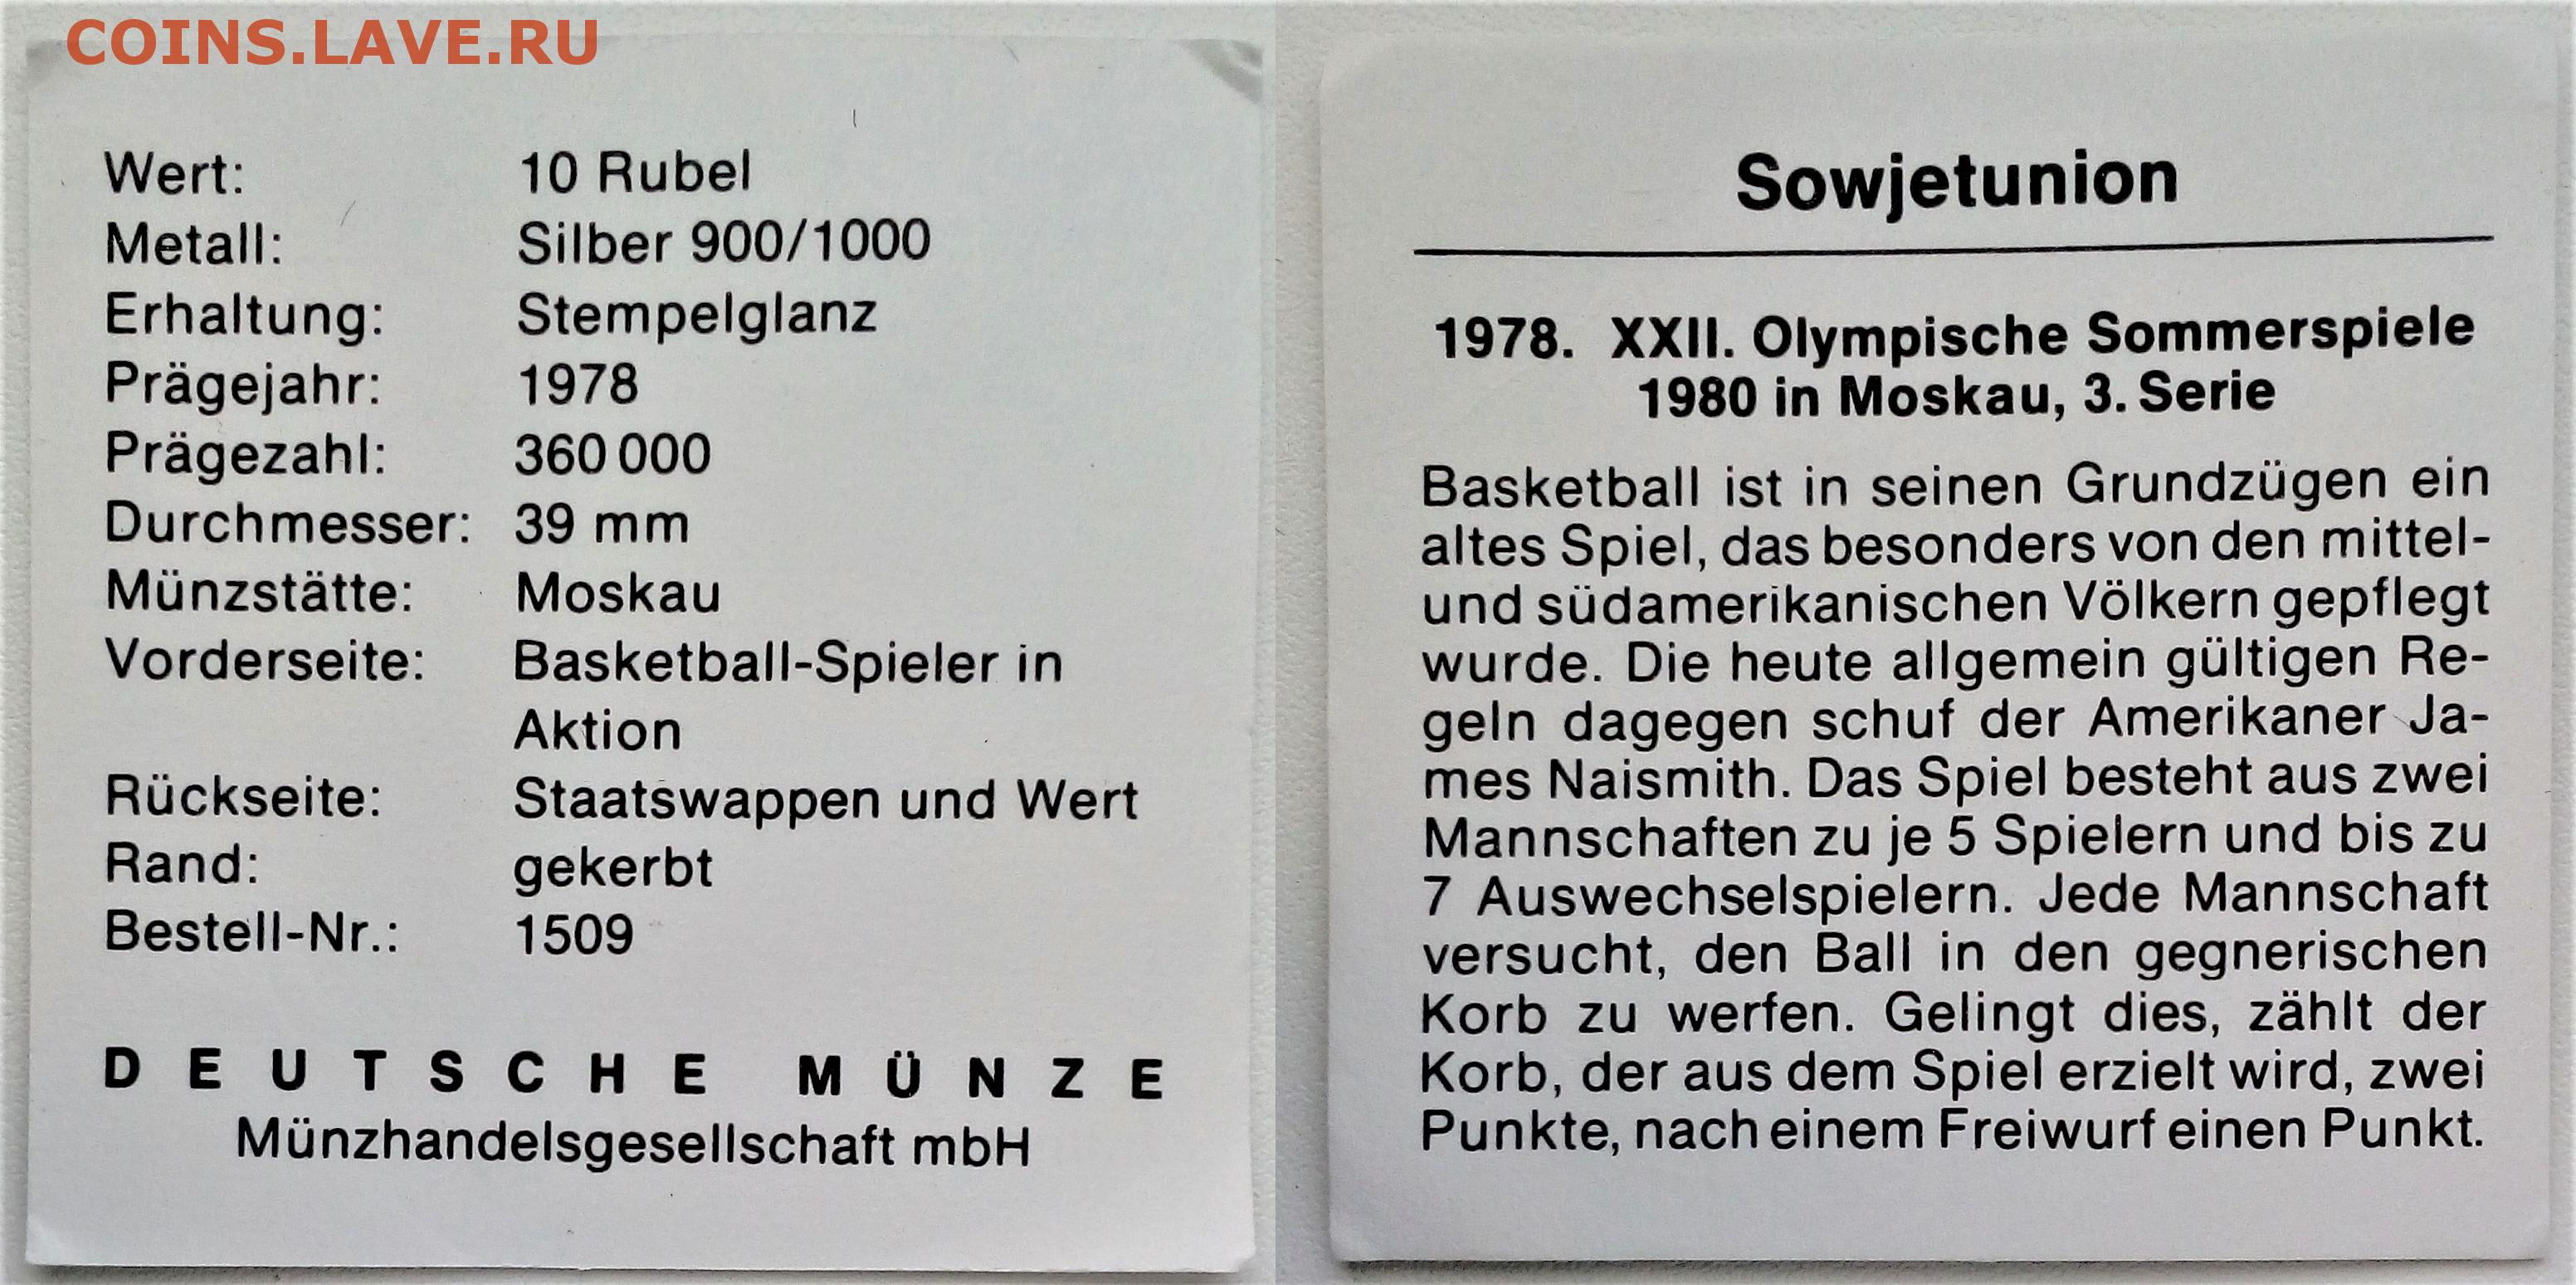 COINS.LAVE.RU
Wert: 10 Rubel
Metall: Silber 900/1000
Erhaltung: Stempelglanz
Prägejahr: 1978
Prägezahl: 360 000
Durchmesser: 39 mm
Münzstätte: Moskau
Vorderseite: Basketball-Spieler in
Aktion
Rückseite: Staatswappen und Wert
Rand: gekerbt
Bestell-Nr.: 1509
DEUTSCHE MÜNZE
Münzhandelsgesellschaft mbH
Sowjetunion
1978. XXII. Olympische Sommerspiele
1980 in Moskau, 3. Serie
Basketball ist in seinen Grundzügen ein
altes Spiel, das besonders von den mittel-
und südamerikanischen Völkern gepflegt
wurde. Die heute allgemein gültigen Re-
geln dagegen schuf der Amerikaner Ja-
mes Naismith. Das Spiel besteht aus zwei
Mannschaften zu je 5 Spielern und bis zu
7 Auswechselspielern. Jede Mannschaft
versucht, den Ball in den gegnerischen
Korb zu werfen. Gelingt dies, zählt der
Korb, der aus dem Spiel erzielt wird, zwei
Punkte, nach einem Freiwurf einen Punkt.